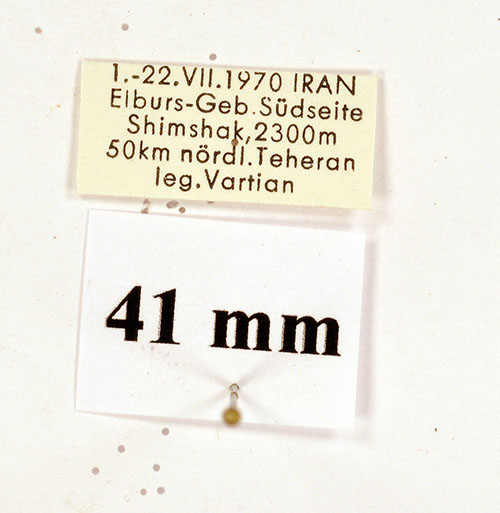 1.-22.VII.1970 IRAN
Elburs-Geb.Südseite
Shimshak,2300m
50km nördl.Teheran
leg.Vartian
41 mm